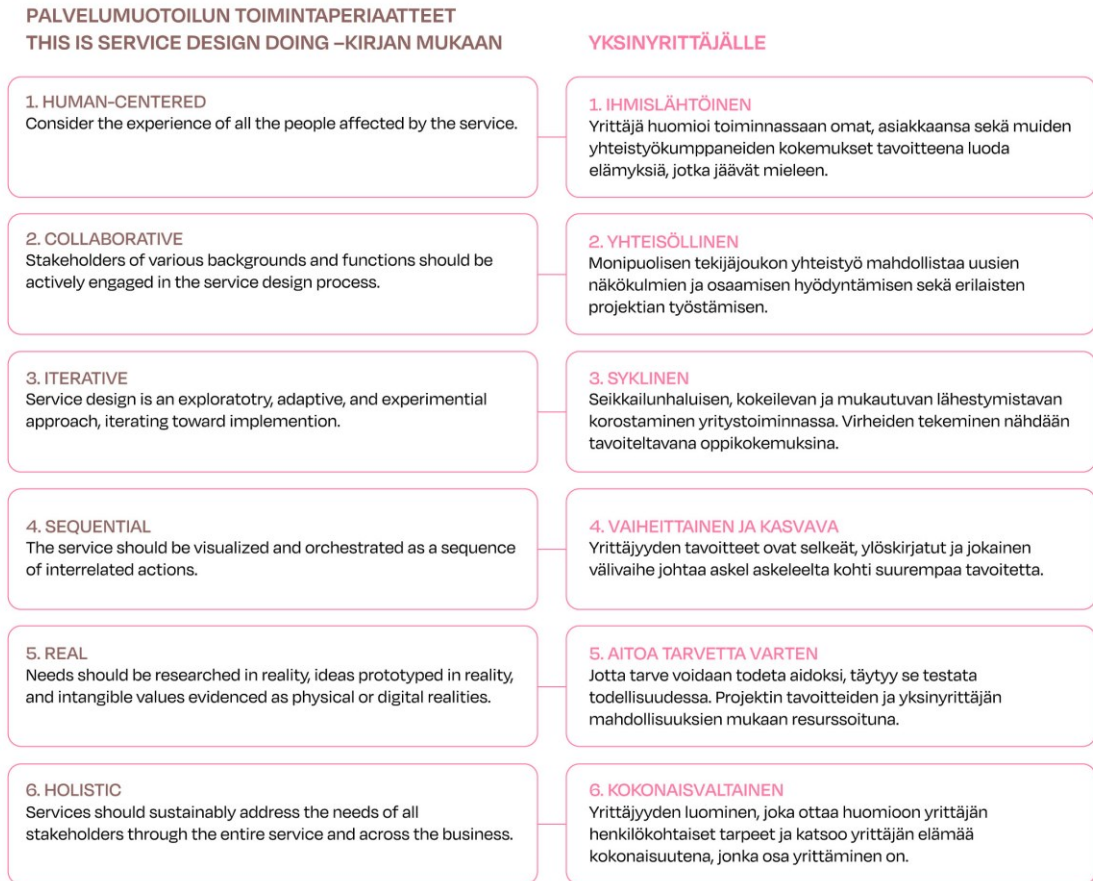 PALVELUMUOTOILUN TOIMINTAPERIAATTEET
THIS IS SERVICE DESIGN DOING –KIRJAN MUKAAN
YKSINYRITTÄJÄLLE
1. HUMAN-CENTERED
Consider the experience of all the people affected by the service.
1. IHMISLÄHTÖINEN
Yrittäjä huomioi toiminnassaan omat, asiakkaansa sekä muiden
yhteistyökumppaneiden kokemukset tavoitteena luoda
elämyksiä, jotka jäävät mieleen.
2. COLLABORATIVE
Stakeholders of various backgrounds and functions should be
actively engaged in the service design process.
2. YHTEISÖLLINEN
Monipuolisen tekijäjoukon yhteistyö mahdollistaa uusien
näkökulmien ja osaamisen hyödyntämisen sekä erilaisten
projektian työstämisen.
3. ITERATIVE
Service design is an exploratotry, adaptive, and experimential
approach, iterating toward implemention.
3. SYKLINEN
Seikkailunhaluisen, kokeilevan ja mukautuvan lähestymistavan
korostaminen yritystoiminnassa. Virheiden tekeminen nähdään
tavoiteltavana oppikokemuksina.
4. SEQUENTIAL
The service should be visualized and orchestrated as a sequence
of interrelated actions.
4. VAIHEITTAINEN JA KASVAVA
Yrittäjyyden tavoitteet ovat selkeät, ylöskirjatut ja jokainen
välivaihe johtaa askel askeleelta kohti suurempaa tavoitetta.
5. REAL
Needs should be researched in reality, ideas prototyped in reality,
and intangible values evidenced as physical or digital realities.
5. AITOA TARVETTA VARTEN
Jotta tarve voidaan todeta aidoksi, täytyy se testata
todellisuudessa. Projektin tavoitteiden ja yksinyrittäjän
mahdollisuuksien mukaan resurssoituna.
6. HOLISTIC
Services should sustainably address the needs of all
stakeholders through the entire service and across the business.
6. KOKONAISVALTAINEN
Yrittäjyyden luominen, joka ottaa huomioon yrittäjän
henkilökohtaiset tarpeet ja katsoo yrittäjän elämää
kokonaisuutena, jonka osa yrittäminen on.